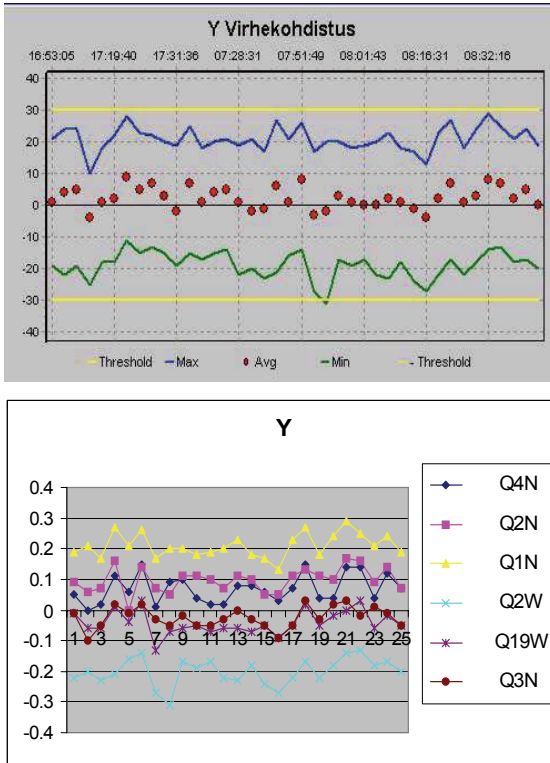 Y Virhekohdistus
16:53:05 17:19:40 17:31:36 07:28:31 07:51:49 08:01:43 08:16:31 08:32:16
40
30
20
10
0
-10
-20
-30
-40
Threshold Max Avg Min - Threshold
Y
0.4
0.3
0.2
0.1
0
-0.1
-0.2
-0.3
-0.4
1 3 5 7 9 11 13 15 17 19 21 23 25
Q4N
Q2N
Q1N
Q2W
Q19W
Q3N